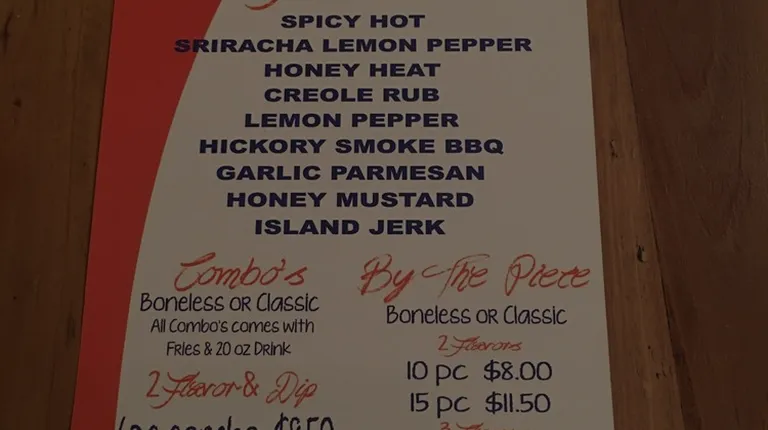 SPICY HOT
SRIRACHA LEMON PEPPER
HONEY HEAT
CREOLE RUB
LEMON PEPPER
HICKORY SMOKE BBQ
GARLIC PARMESAN
HONEY MUSTARD
ISLAND JERK
Combo's
Boneless or Classic
All Combo's comes with
Fries & 20 oz Drink
2 Flavor & Dip
By The Piece
Boneless or Classic
2 Flavors
10 pc $8.00
15 pc $11.50